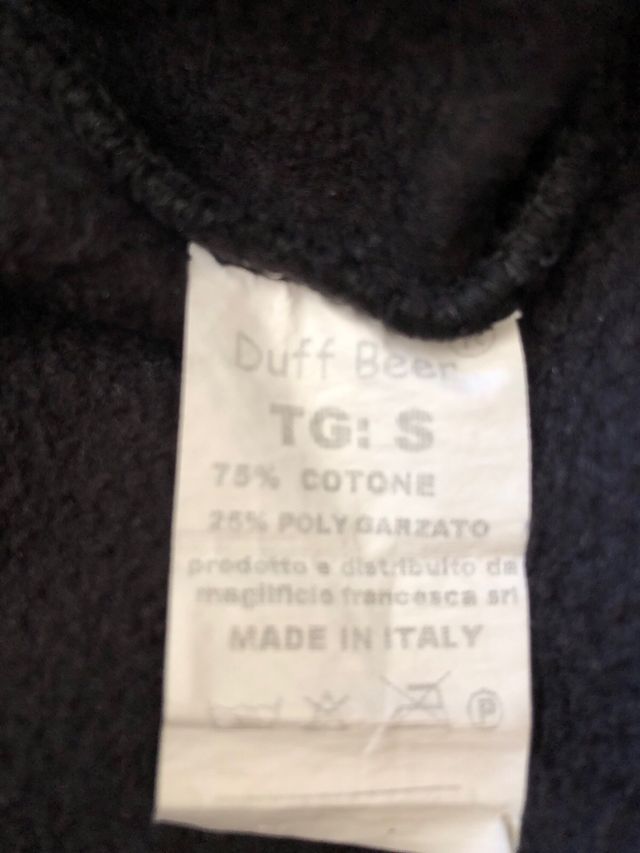 Duff Beer ®
TG: S
75% COTONE
25% POLY GARZATO
prodotto e distribuito da
maglificio francesca srl
MADE IN ITALY
P